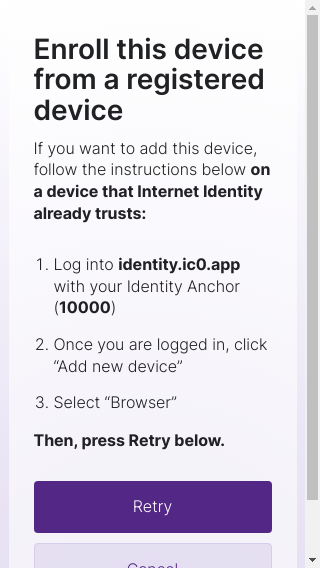 Enroll this device
from a registered
device
If you want to add this device,
follow the instructions below on
a device that Internet Identity
already trusts:
1. Log into identity.ic0.app
with your Identity Anchor
(10000)
2. Once you are logged in, click
“Add new device”
3. Select “Browser”
Then, press Retry below.
Retry
Cancel